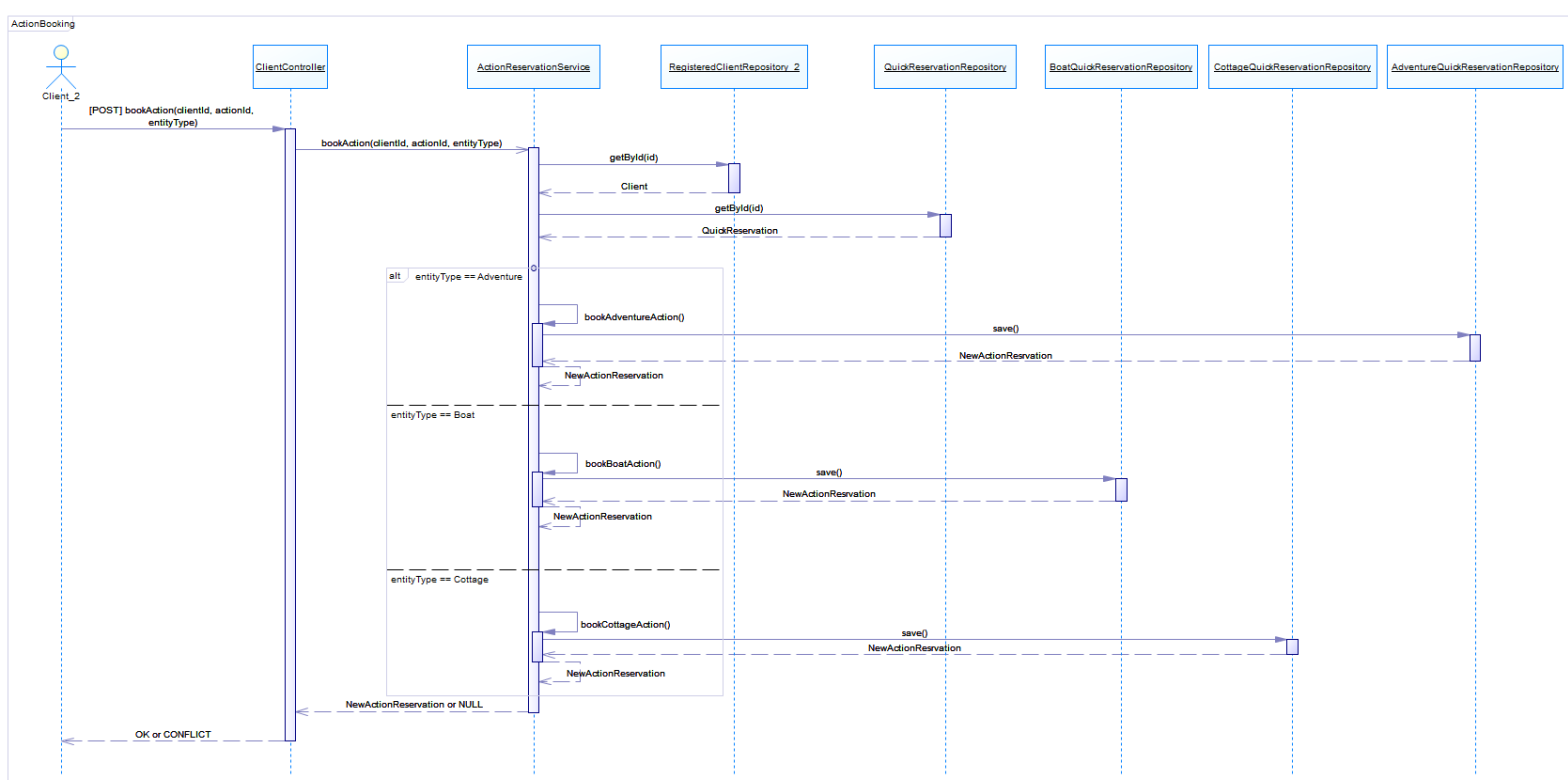 ActionBooking
Client_2
ClientController
ActionReservationService
RegisteredClientRepository_2
QuickReservationRepository
BoatQuickReservationRepository
CottageQuickReservationRepository
AdventureQuickReservationRepository
[POST] bookAction(clientId, actionId,
entityType)
bookAction(clientId, actionId, entityType)
getById(id)
Client
getById(id)
QuickReservation
alt
entityType == Adventure
bookAdventureAction()
save()
NewActionResrvation
NewActionReservation
entityType == Boat
bookBoatAction()
save()
NewActionResrvation
NewActionReservation
entityType == Cottage
bookCottageAction()
save()
NewActionResrvation
NewActionReservation
NewActionReservation or NULL
OK or CONFLICT